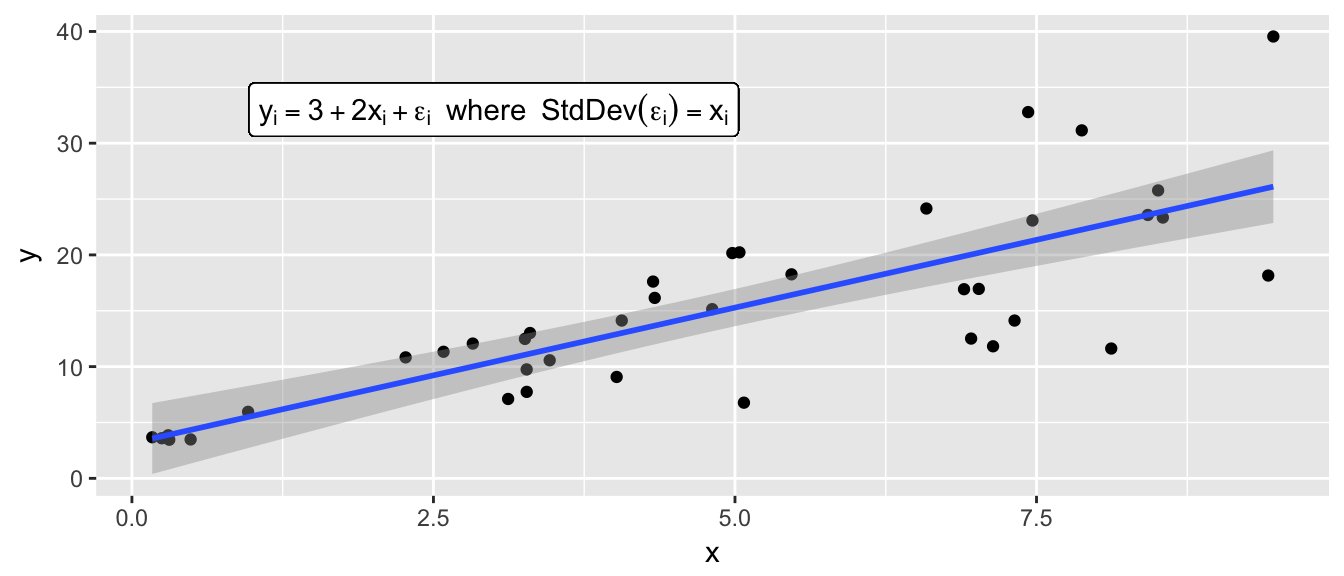 40
30
20
10
0
y
yᵢ = 3 + 2xᵢ + εᵢ where StdDev(εᵢ) = xᵢ
0.0 2.5 5.0 7.5
x